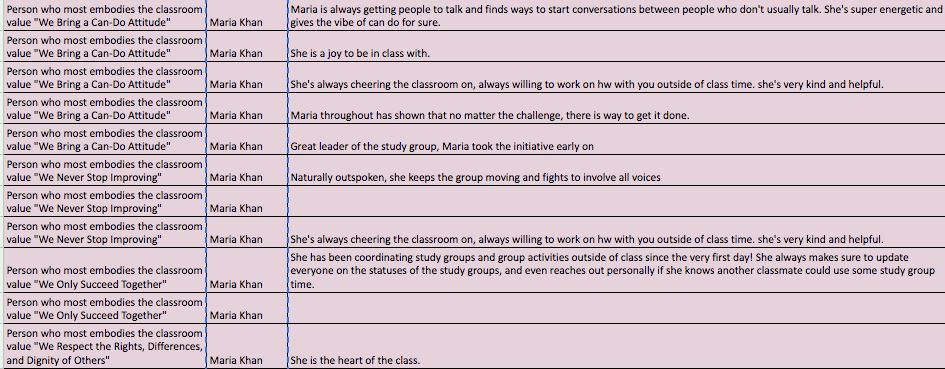 Person who most embodies the classroom
value "We Bring a Can-Do Attitude"
Maria Khan
Maria is always getting people to talk and finds ways to start conversations between people who don't usually talk. She's super energetic and
gives the vibe of can do for sure.
Person who most embodies the classroom
value "We Bring a Can-Do Attitude"
Maria Khan
She is a joy to be in class with.
Person who most embodies the classroom
value "We Bring a Can-Do Attitude"
Maria Khan
She's always cheering the classroom on, always willing to work on hw with you outside of class time. she's very kind and helpful.
Person who most embodies the classroom
value "We Bring a Can-Do Attitude"
Maria Khan
Maria throughout has shown that no matter the challenge, there is way to get it done.
Person who most embodies the classroom
value "We Bring a Can-Do Attitude"
Maria Khan
Great leader of the study group, Maria took the initiative early on
Person who most embodies the classroom
value "We Never Stop Improving"
Maria Khan
Naturally outspoken, she keeps the group moving and fights to involve all voices
Person who most embodies the classroom
value "We Never Stop Improving"
Maria Khan
Person who most embodies the classroom
value "We Never Stop Improving"
Maria Khan
She's always cheering the classroom on, always willing to work on hw with you outside of class time. she's very kind and helpful.
Person who most embodies the classroom
value "We Only Succeed Together"
Maria Khan
She has been coordinating study groups and group activities outside of class since the very first day! She always makes sure to update
everyone on the statuses of the study groups, and even reaches out personally if she knows another classmate could use some study group
time.
Person who most embodies the classroom
value "We Only Succeed Together"
Maria Khan
Person who most embodies the classroom
value "We Respect the Rights, Differences,
and Dignity of Others"
Maria Khan
She is the heart of the class.